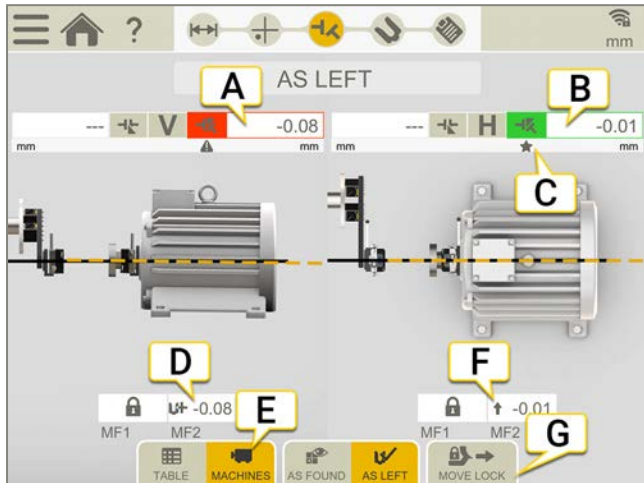 ?
mm
AS LEFT
A
B
--- V -0.08
--- H -0.01
mm mm
mm mm
C
D
F
-0.08
-0.01
MF1 MF2
MF1 MF2
E
G
TABLE MACHINES AS FOUND AS LEFT MOVE LOCK